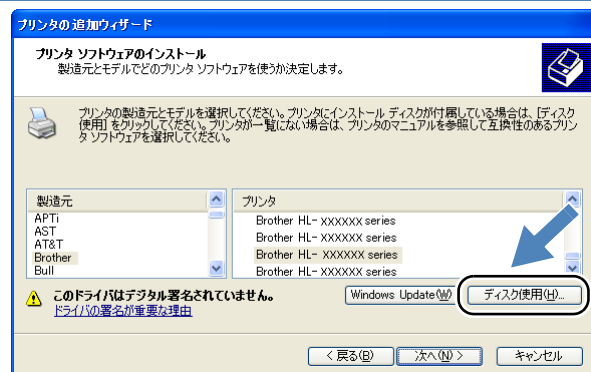 プリンタの追加ウィザード
プリンタ ソフトウェアのインストール
製造元とモデルでどのプリンタ ソフトウェアを使うか決定します。
プリンタの製造元とモデルを選択してください。プリンタにインストール ディスクが付属している場合は、[ディスク
使用] をクリックしてください。プリンタが一覧にない場合は、プリンタのマニュアルを参照して互換性のあるプリン
タ ソフトウェアを選択してください。
製造元
APTi
AST
AT&T
Brother
Bull
プリンタ
Brother HL- XXXXXX series
Brother HL- XXXXXX series
Brother HL- XXXXXX series
Brother HL- XXXXXX series
このドライバはデジタル署名されていません。
ドライバの署名が重要な理由
Windows Update(W)
ディスク使用(H)...
< 戻る(B)
次へ(N) >
キャンセル